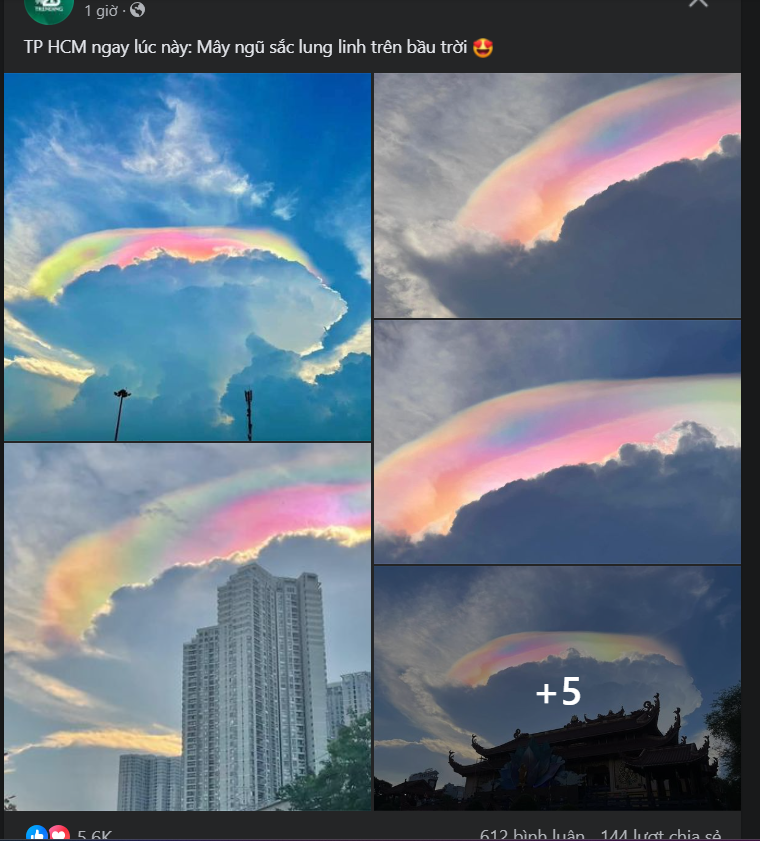 TRENDING
1 giờ
TP HCM ngay lúc này: Mây ngũ sắc lung linh trên bầu trời 🤩
+5
5,6K
612 bình luận 144 lượt chia sẻ